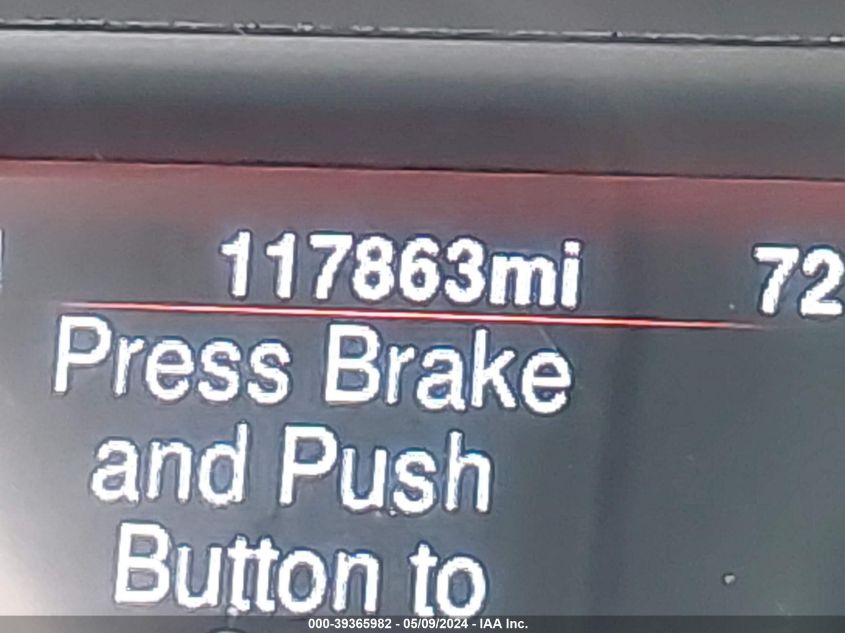 117863mi 72
Press Brake
and Push
Button to
000-39365982 - 05/09/2024 - IAA Inc.